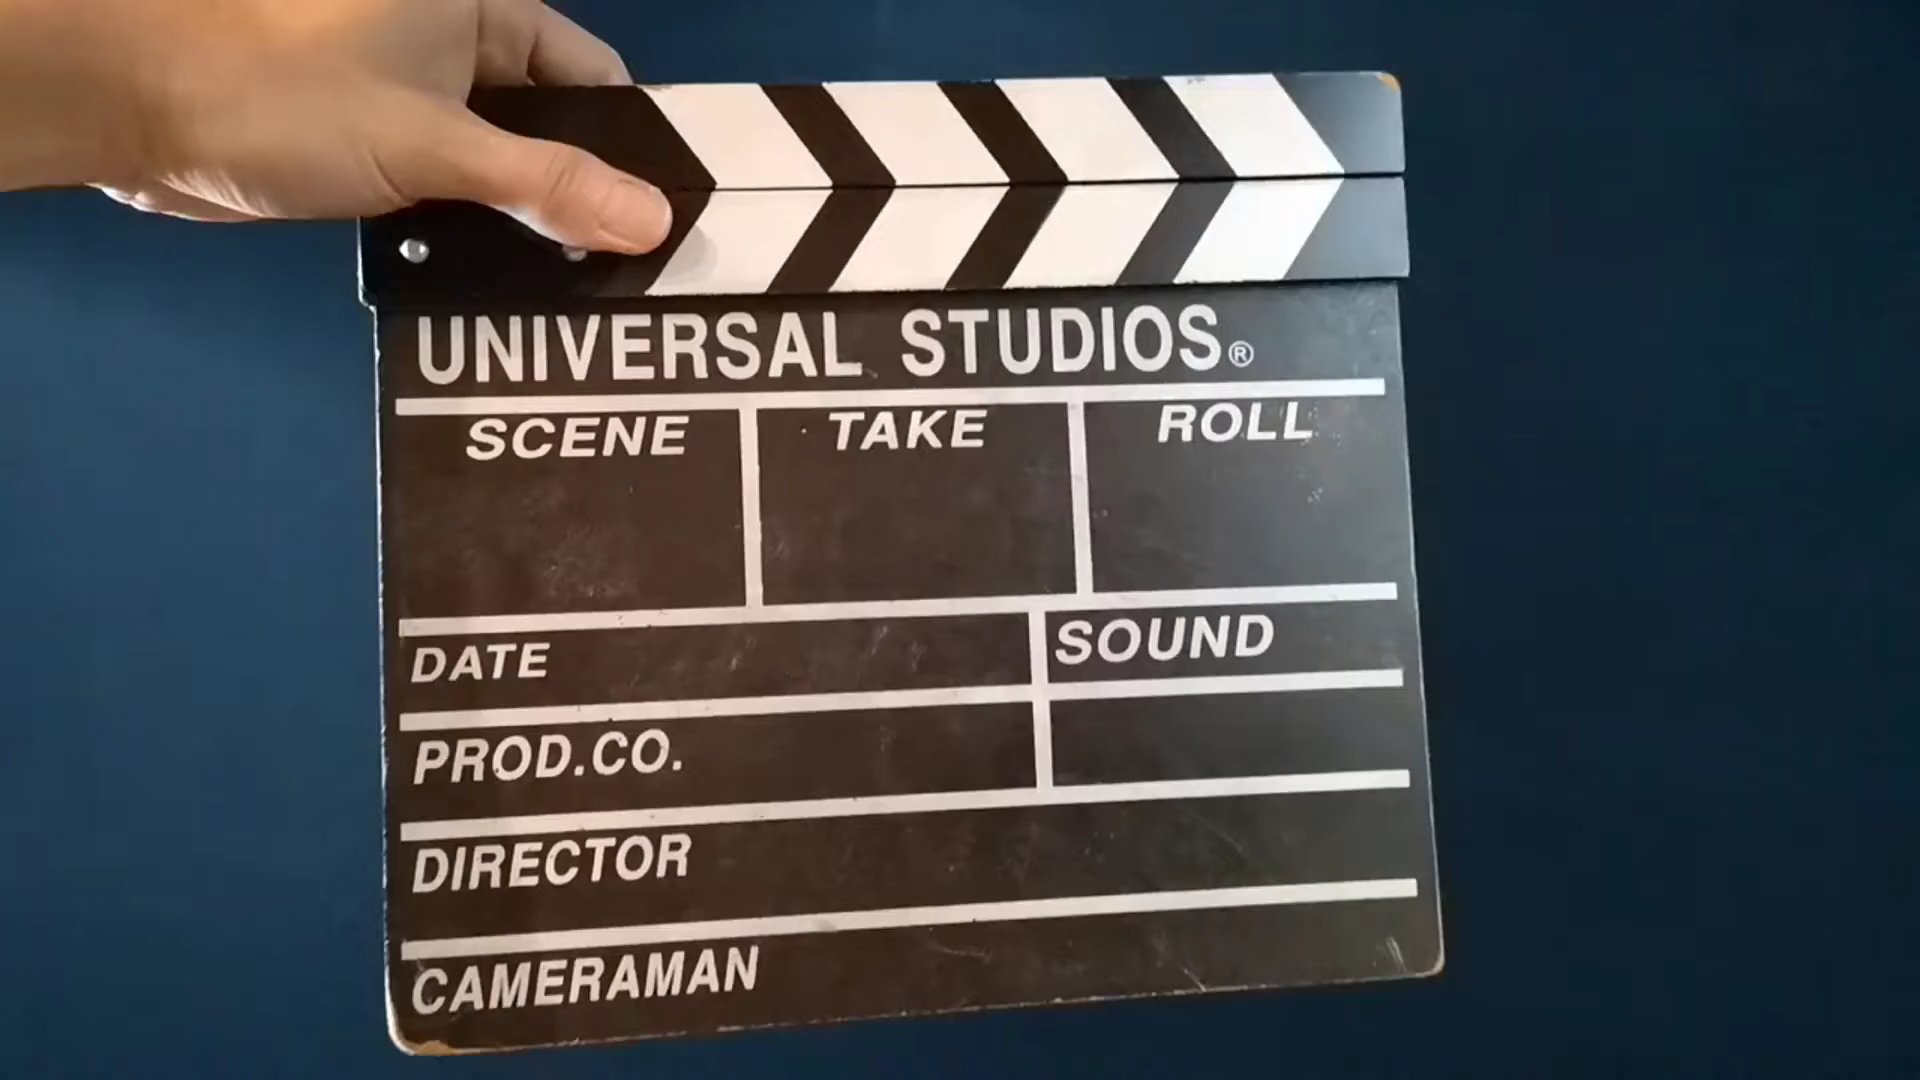 UNIVERSAL STUDIOS®
SCENE TAKE ROLL
DATE SOUND
PROD.CO.
DIRECTOR
CAMERAMAN